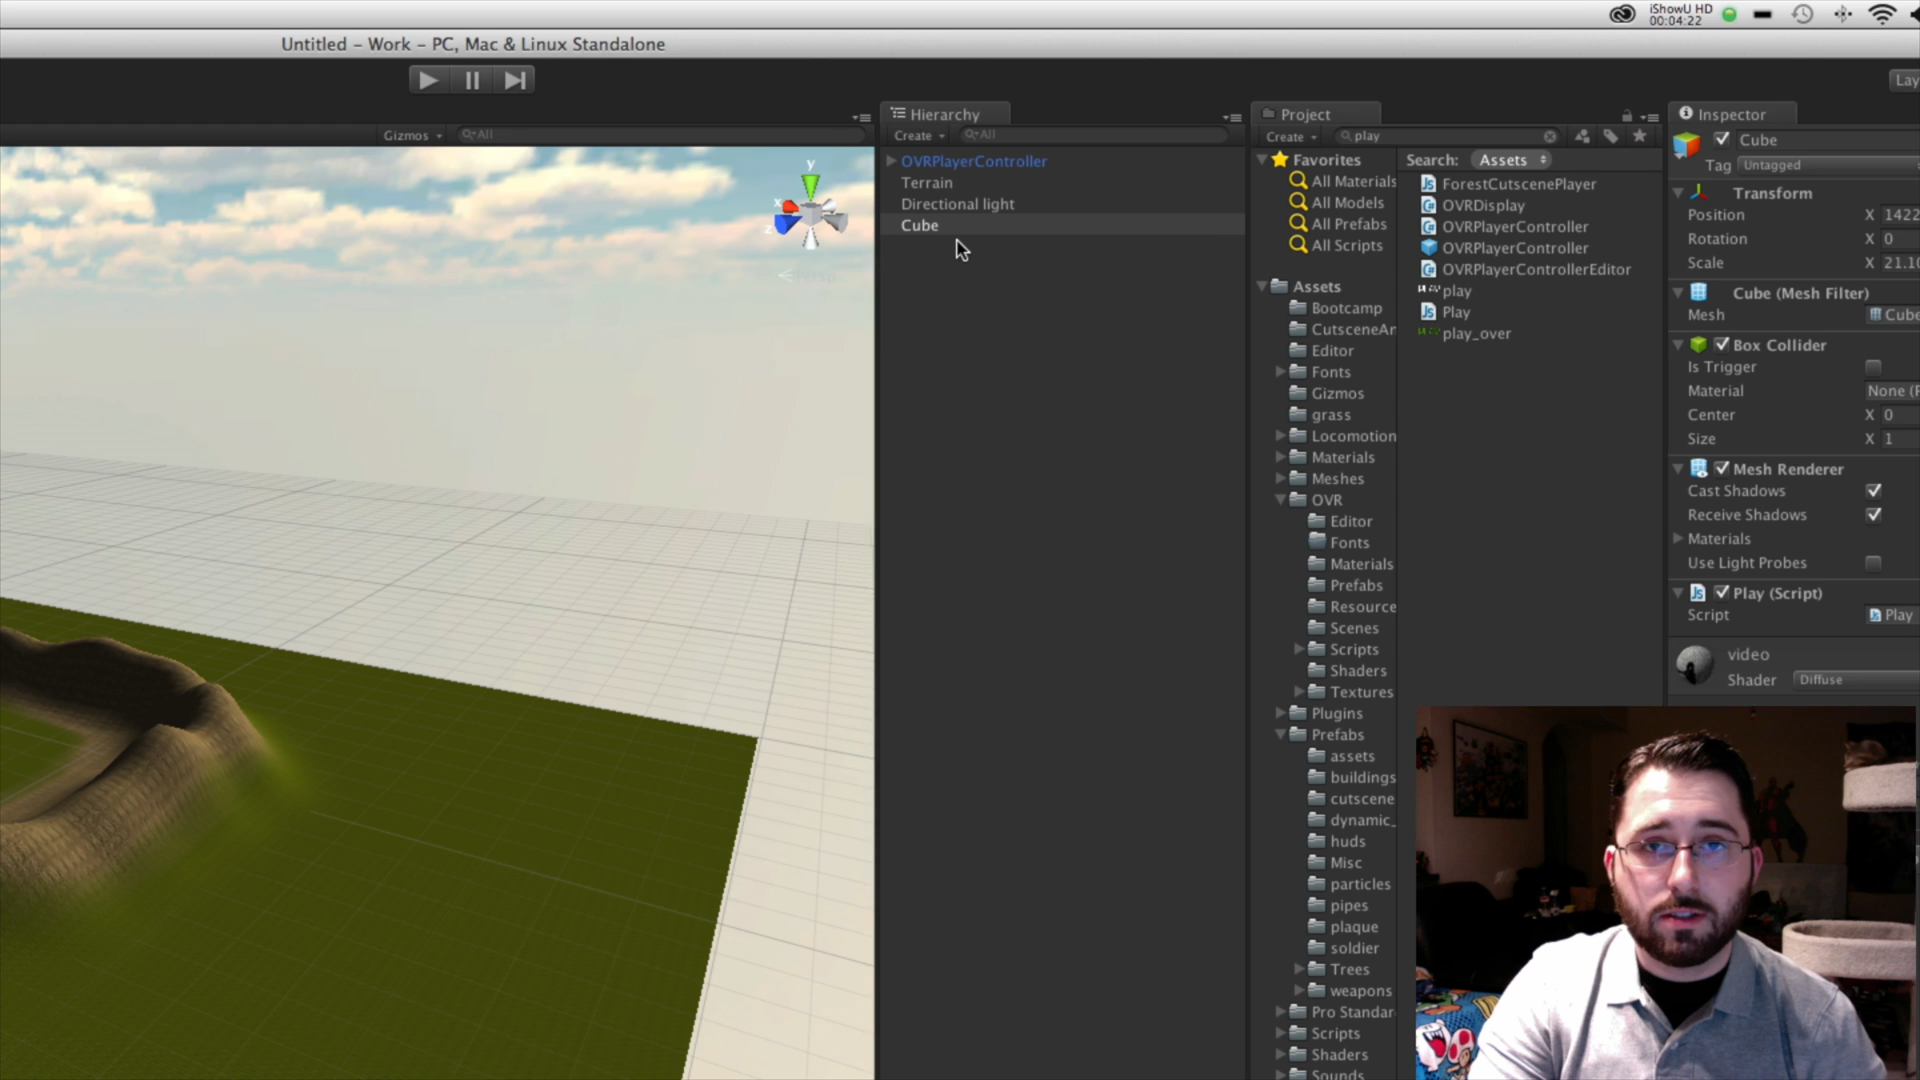 iShowU HD
00:04:22
Untitled – Work – PC, Mac & Linux Standalone
Lay
Hierarchy
Project
Inspector
Gizmos
All
Create
All
Create
play
Cube
Tag
Untagged
OVRPlayerController
Terrain
Directional light
Cube
y
x
z
Favorites
All Materials
All Models
All Prefabs
All Scripts
Assets
Bootcamp
CutsceneAr
Editor
Fonts
Gizmos
grass
Locomotion
Materials
Meshes
OVR
Editor
Fonts
Materials
Prefabs
Resource
Scenes
Scripts
Shaders
Textures
Plugins
Prefabs
assets
buildings
cutscene
dynamic_
huds
Misc
particles
pipes
plaque
soldier
Trees
weapons
Pro Standar
Scripts
Shaders
Sounds
Search:
Assets
ForestCutscenePlayer
OVRDisplay
OVRPlayerController
OVRPlayerController
OVRPlayerControllerEditor
play
Play
play_over
Transform
Position X 1422
Rotation X 0
Scale X 21.10
Cube (Mesh Filter)
Mesh Cube
Box Collider
Is Trigger
Material None (P
Center X 0
Size X 1
Mesh Renderer
Cast Shadows
Receive Shadows
Materials
Use Light Probes
Play (Script)
Script Play
video
Shader Diffuse